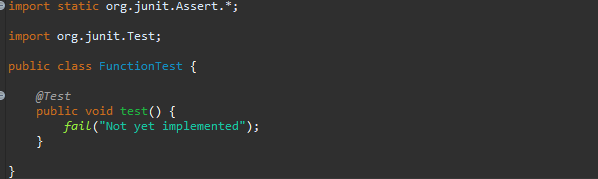 import static org.junit.Assert.*;
import org.junit.Test;
public class FunctionTest {
@Test
public void test() {
fail("Not yet implemented");
}
}